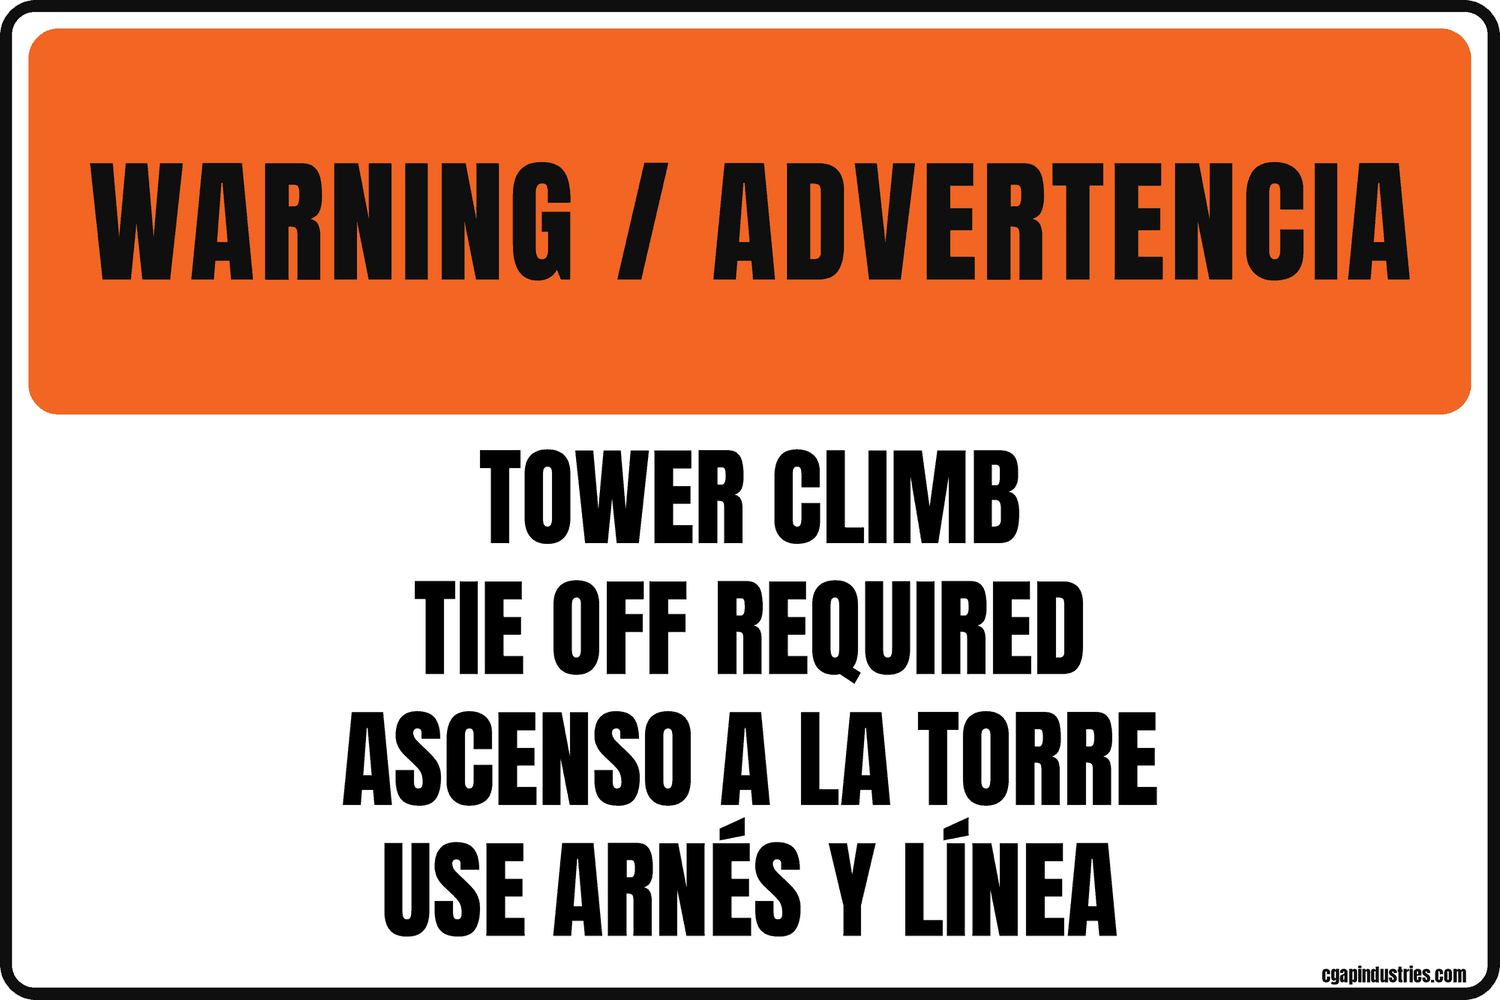 WARNING / ADVERTENCIA
TOWER CLIMB
TIE OFF REQUIRED
ASCENSO A LA TORRE
USE ARNÉS Y LÍNEA
cgapindustries.com